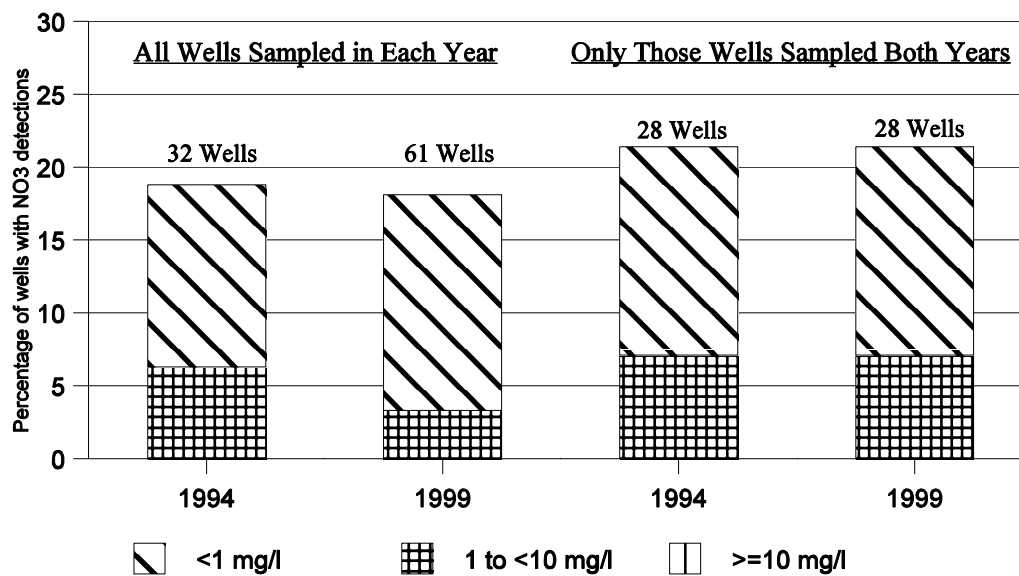 All Wells Sampled in Each Year
Only Those Wells Sampled Both Years
Percentage of wells with NO3 detections
30
25
20
15
10
5
0
32 Wells
61 Wells
28 Wells
28 Wells
1994
1999
1994
1999
<1 mg/l
1 to <10 mg/l
>=10 mg/l